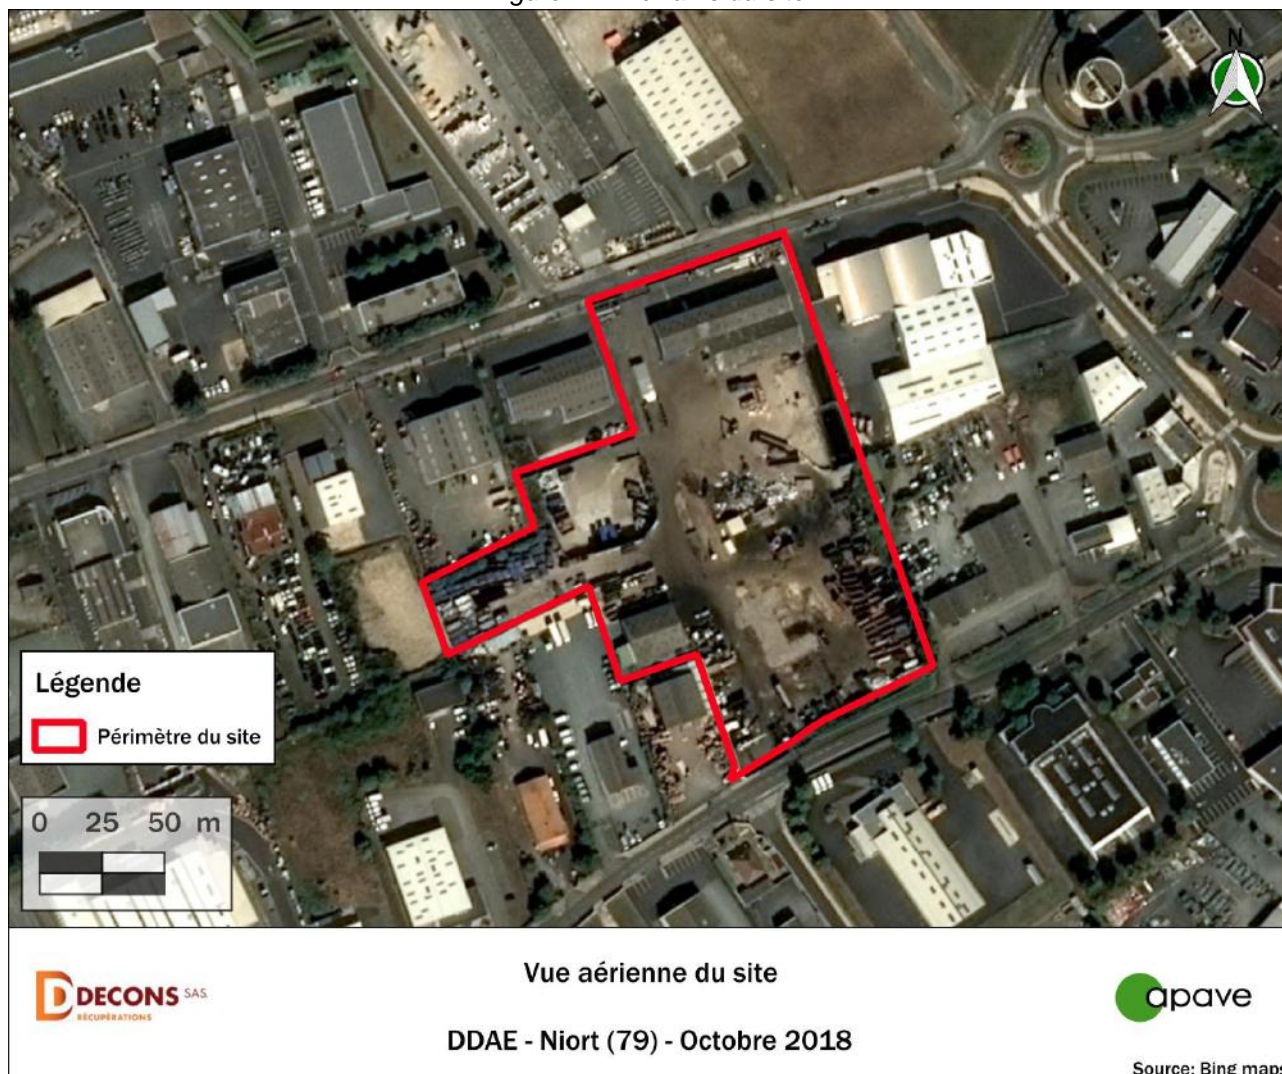 N
Légende
Périmètre du site
0 25 50 m
DECONS SAS
RÉCUPÉRATIONS
Vue aérienne du site
DDAE - Niort (79) - Octobre 2018
apave
Source: Bing maps